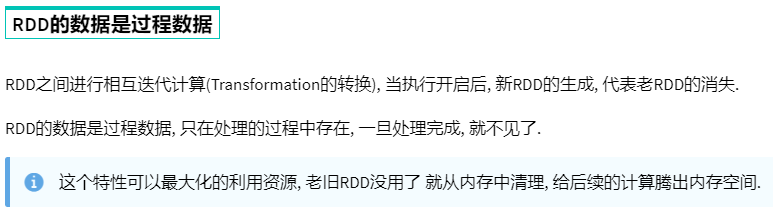 RDD的数据是过程数据
RDD之间进行相互迭代计算(Transformation的转换), 当执行开启后, 新RDD的生成, 代表老RDD的消失.
RDD的数据是过程数据, 只在处理的过程中存在, 一旦处理完成, 就不见了.
这个特性可以最大化的利用资源, 老旧RDD没用了 就从内存中清理, 给后续的计算腾出内存空间.